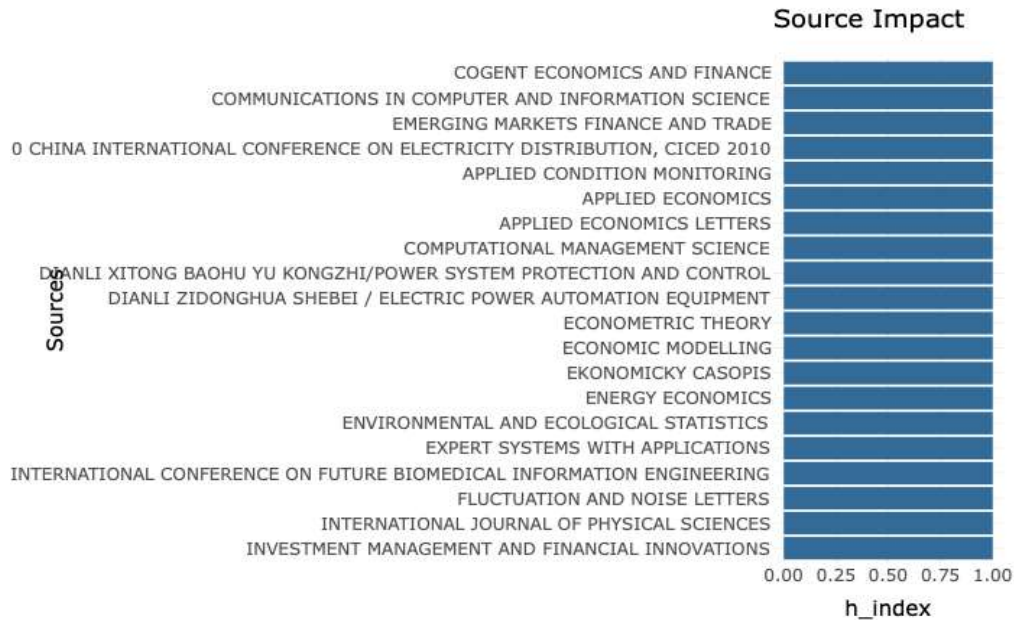 Source Impact
COGENT ECONOMICS AND FINANCE
COMMUNICATIONS IN COMPUTER AND INFORMATION SCIENCE
EMERGING MARKETS FINANCE AND TRADE
0 CHINA INTERNATIONAL CONFERENCE ON ELECTRICITY DISTRIBUTION, CICED 2010
APPLIED CONDITION MONITORING
APPLIED ECONOMICS
APPLIED ECONOMICS LETTERS
COMPUTATIONAL MANAGEMENT SCIENCE
DIANLI XITONG BAOHU YU KONGZHI/POWER SYSTEM PROTECTION AND CONTROL
DIANLI ZIDONGHUA SHEBEI / ELECTRIC POWER AUTOMATION EQUIPMENT
ECONOMETRIC THEORY
ECONOMIC MODELLING
EKONOMICKY CASOPIS
ENERGY ECONOMICS
ENVIRONMENTAL AND ECOLOGICAL STATISTICS
EXPERT SYSTEMS WITH APPLICATIONS
INTERNATIONAL CONFERENCE ON FUTURE BIOMEDICAL INFORMATION ENGINEERING
FLUCTUATION AND NOISE LETTERS
INTERNATIONAL JOURNAL OF PHYSICAL SCIENCES
INVESTMENT MANAGEMENT AND FINANCIAL INNOVATIONS
Sources
0.00 0.25 0.50 0.75 1.00
h_index